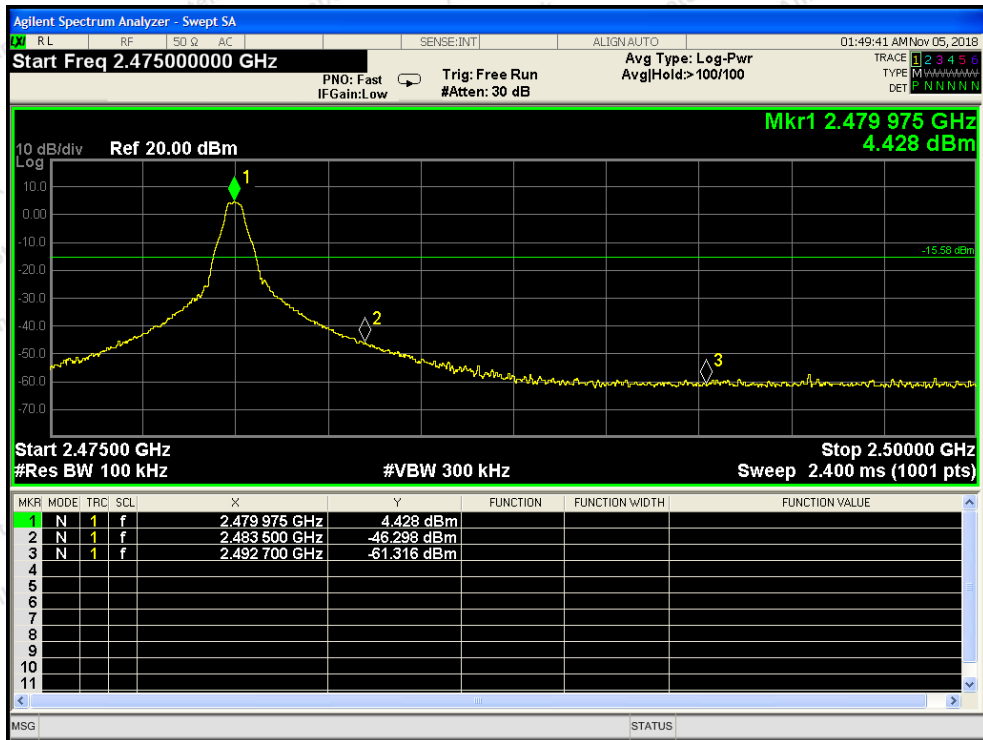 Agilent Spectrum Analyzer - Swept SA
LXI RL RF 50 Ω AC SENSE:INT ALIGN AUTO 01:49:41 AM Nov 05, 2018
Start Freq 2.475000000 GHz
PNO: Fast
IFGain:Low
Trig: Free Run
#Atten: 30 dB
Avg Type: Log-Pwr
Avg|Hold:> 100/100
TRACE 1 2 3 4 5 6
TYPE M WWWWW
DET P N N N N N
Mkr1 2.479 975 GHz
4.428 dBm
10 dB/div Ref 20.00 dBm
Log
10.0
0.00
-10.0
-20.0
-30.0
-40.0
-50.0
-60.0
-70.0
1
-15.58 dBm
2
3
Start 2.47500 GHz Stop 2.50000 GHz
#Res BW 100 kHz #VBW 300 kHz Sweep 2.400 ms (1001 pts)
MKR MODE TRC SCL X Y FUNCTION FUNCTION WIDTH FUNCTION VALUE
1 N 1 f 2.479 975 GHz 4.428 dBm
2 N 1 f 2.483 500 GHz -46.298 dBm
3 N 1 f 2.492 700 GHz -61.316 dBm
4
5
6
7
8
9
10
11
MSG STATUS